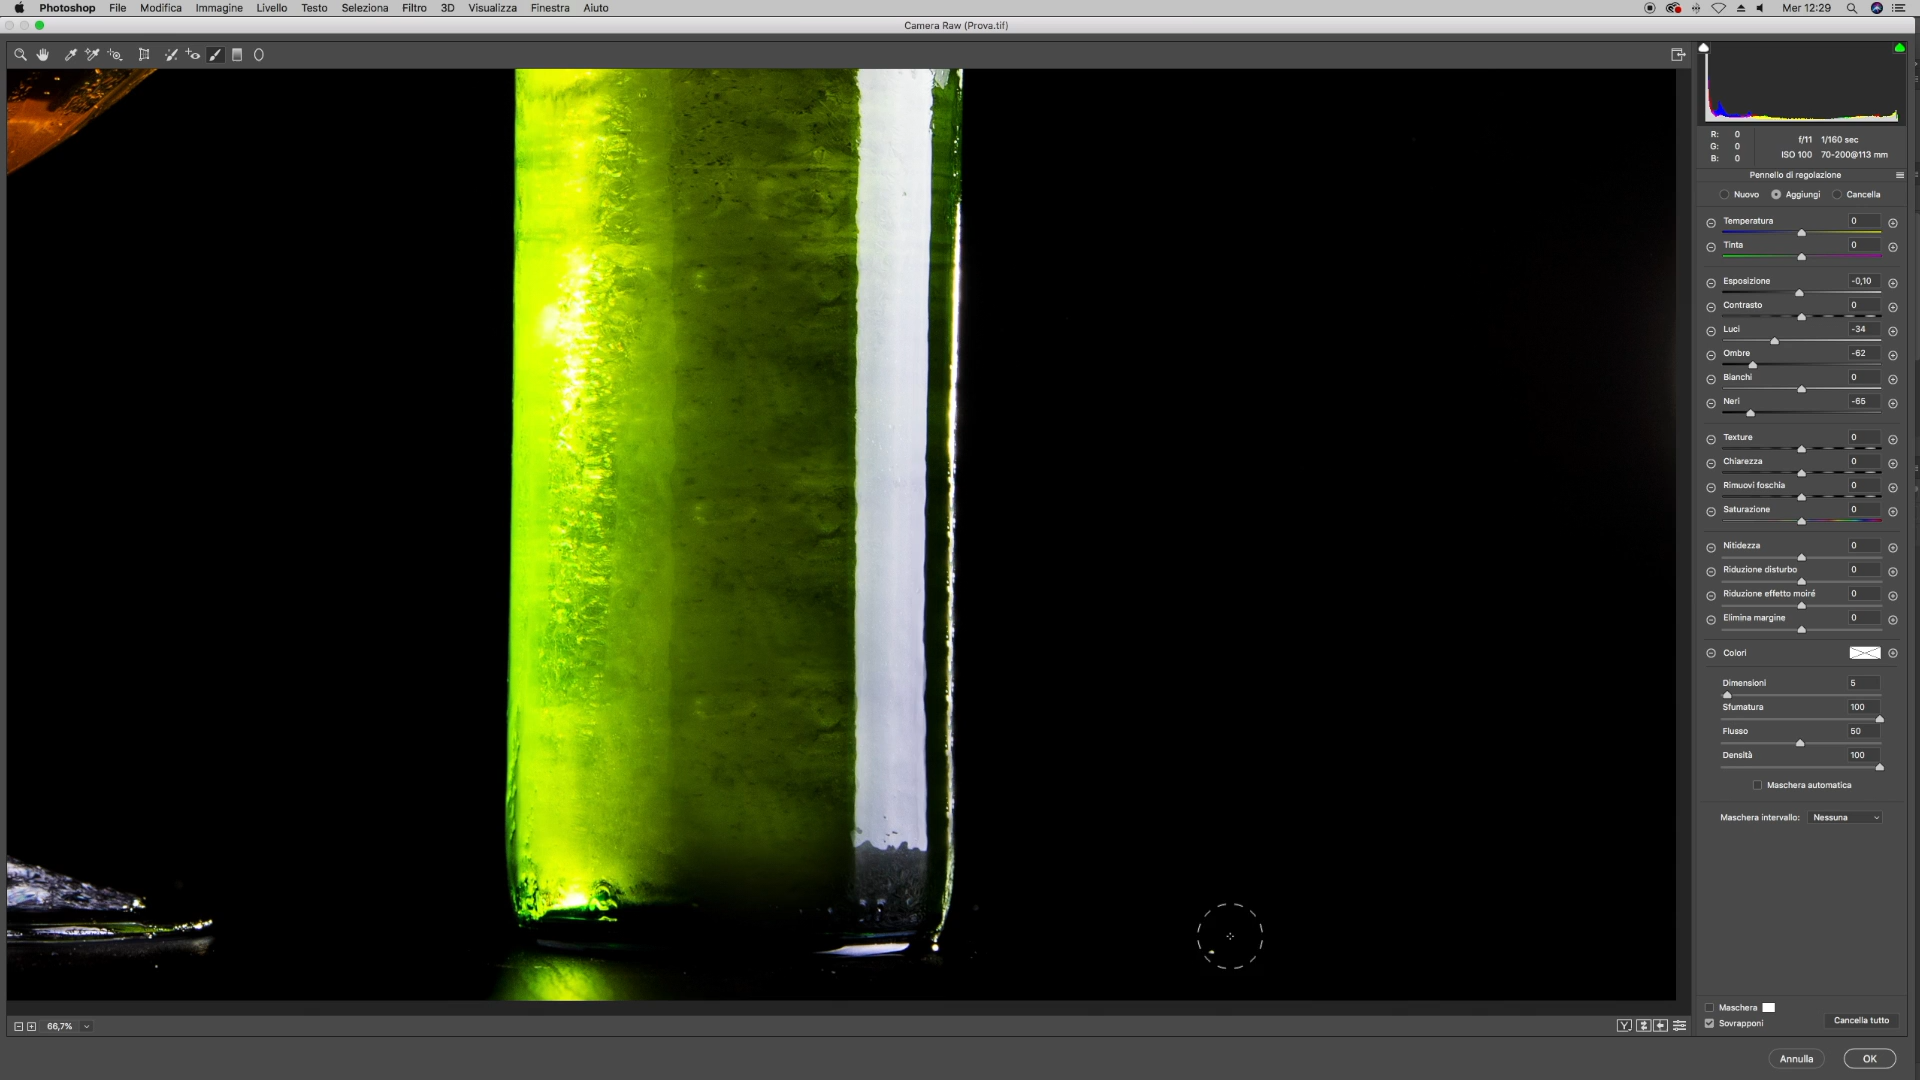 Photoshop File Modifica Immagine Livello Testo Seleziona Filtro 3D Visualizza Finestra Aiuto Mer 12:29
Camera Raw (Prova.tif)
R: 0
G: 0
B: 0
f/11 1/160 sec
ISO 100 70-200@113 mm
Pennello di regolazione
Nuovo Aggiungi Cancella
Temperatura 0
Tinta 0
Esposizione -0,10
Contrasto 0
Luci -34
Ombre -62
Bianchi 0
Neri -65
Texture 0
Chiarezza 0
Rimuovi foschia 0
Saturazione 0
Nitidezza 0
Riduzione disturbo 0
Riduzione effetto moiré 0
Elimina margine 0
Colori
Dimensioni 5
Sfumatura 100
Flusso 50
Densità 100
Maschera automatica
Maschera intervallo: Nessuna
Maschera
Sovrapponi
Cancella tutto
66,7%
Y
Annulla OK